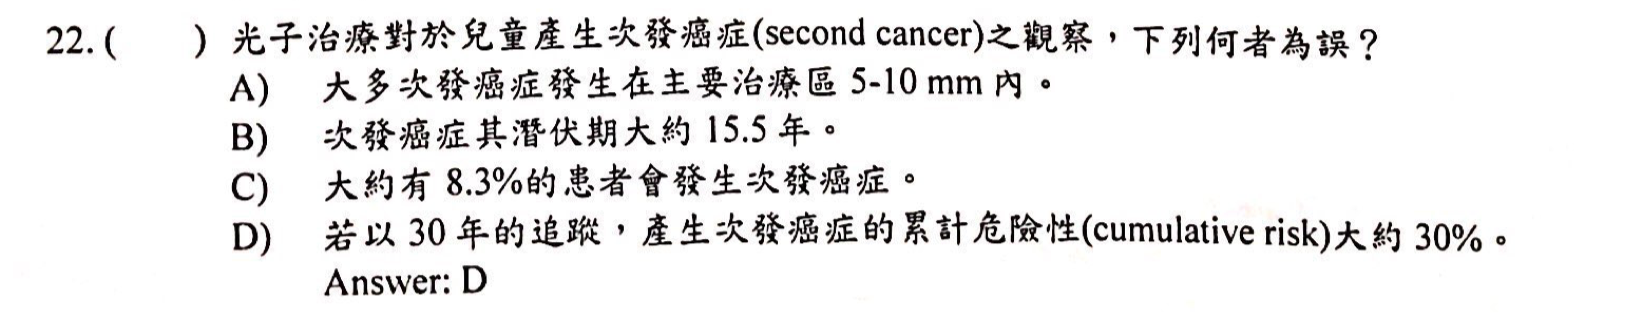 22. (　　) 光子治療對於兒童產生次發癌症(second cancer)之觀察，下列何者為誤？
A) 大多次發癌症發生在主要治療區 5-10 mm 內。
B) 次發癌症其潛伏期大約 15.5 年。
C) 大約有 8.3%的患者會發生次發癌症。
D) 若以 30 年的追蹤，產生次發癌症的累計危險性(cumulative risk)大約 30%。
Answer: D